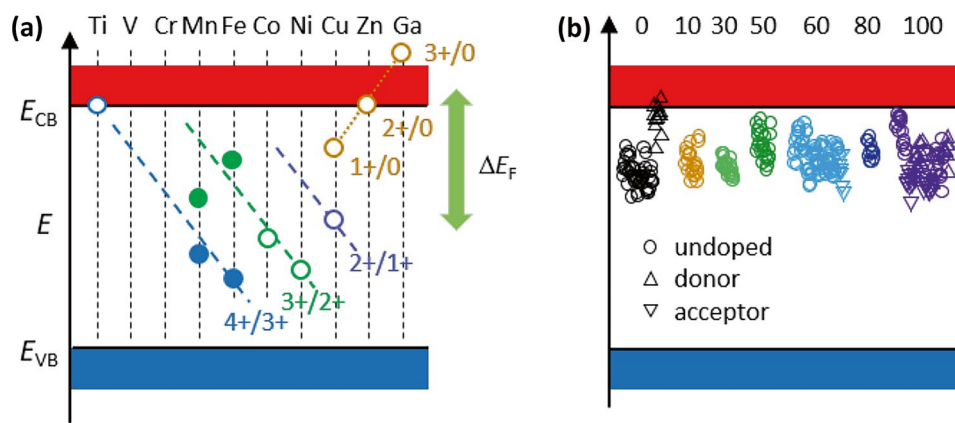 (a)
Ti V Cr Mn Fe Co Ni Cu Zn Ga
3+/0
E_CB
2+/0
1+/0
ΔE_F
E
2+/1+
3+/2+
4+/3+
E_VB
(b)
0 10 30 50 60 80 100
undoped
donor
acceptor